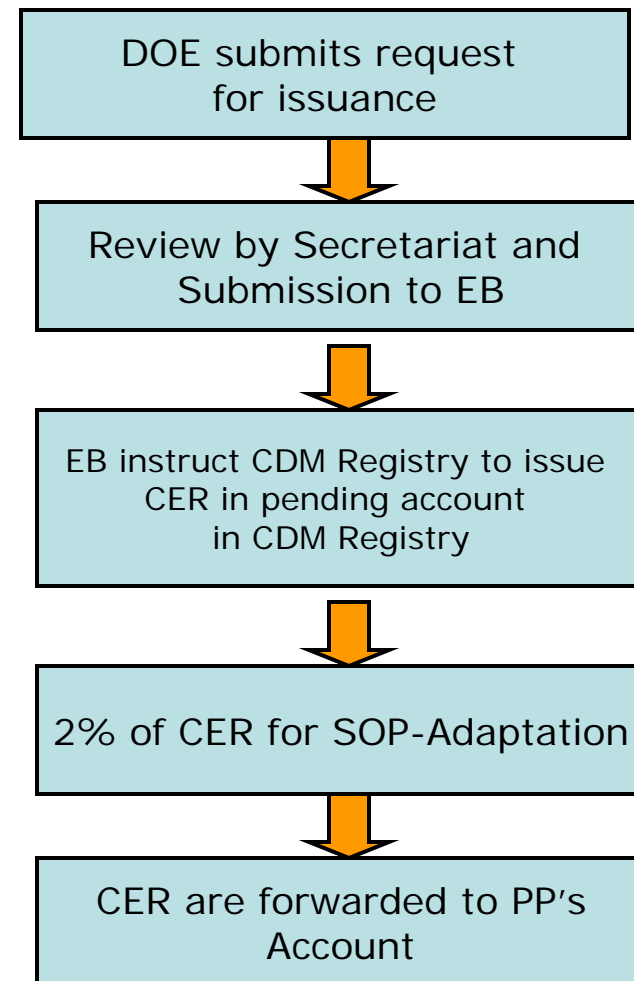 DOE submits request
for issuance
Review by Secretariat and
Submission to EB
EB instruct CDM Registry to issue
CER in pending account
in CDM Registry
2% of CER for SOP-Adaptation
CER are forwarded to PP's
Account